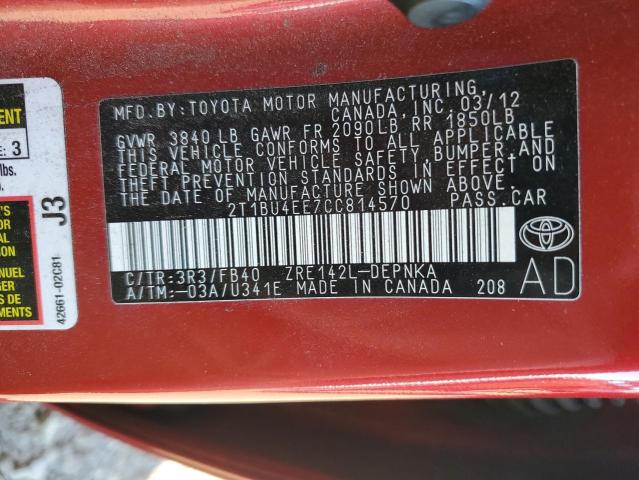 MFD.BY:TOYOTA MOTOR MANUFACTURING,
CANADA, INC. 03/12
GVWR 3840 LB GAWR FR 2090LB RR 1850LB
THIS VEHICLE CONFORMS TO ALL APPLICABLE
FEDERAL MOTOR VEHICLE SAFETY, BUMPER, AND
THEFT PREVENTION STANDARDS IN EFFECT ON
THE DATE OF MANUFACTURE SHOWN ABOVE.
2T1BU4EE7CC814570 PASS.CAR
C/TR:3R3/FB40 ZRE142L-DEPNKA
A/TM:-03A/U341E MADE IN CANADA 208
AD
J3
42661-02C81